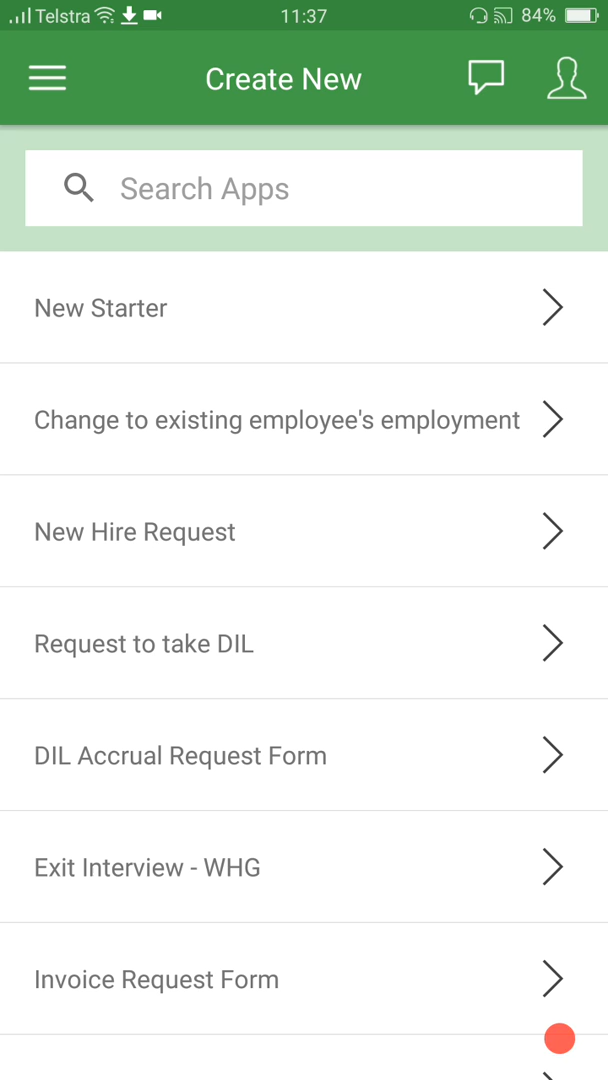 Telstra 11:37 84%
Create New
Search Apps
New Starter
Change to existing employee's employment
New Hire Request
Request to take DIL
DIL Accrual Request Form
Exit Interview - WHG
Invoice Request Form